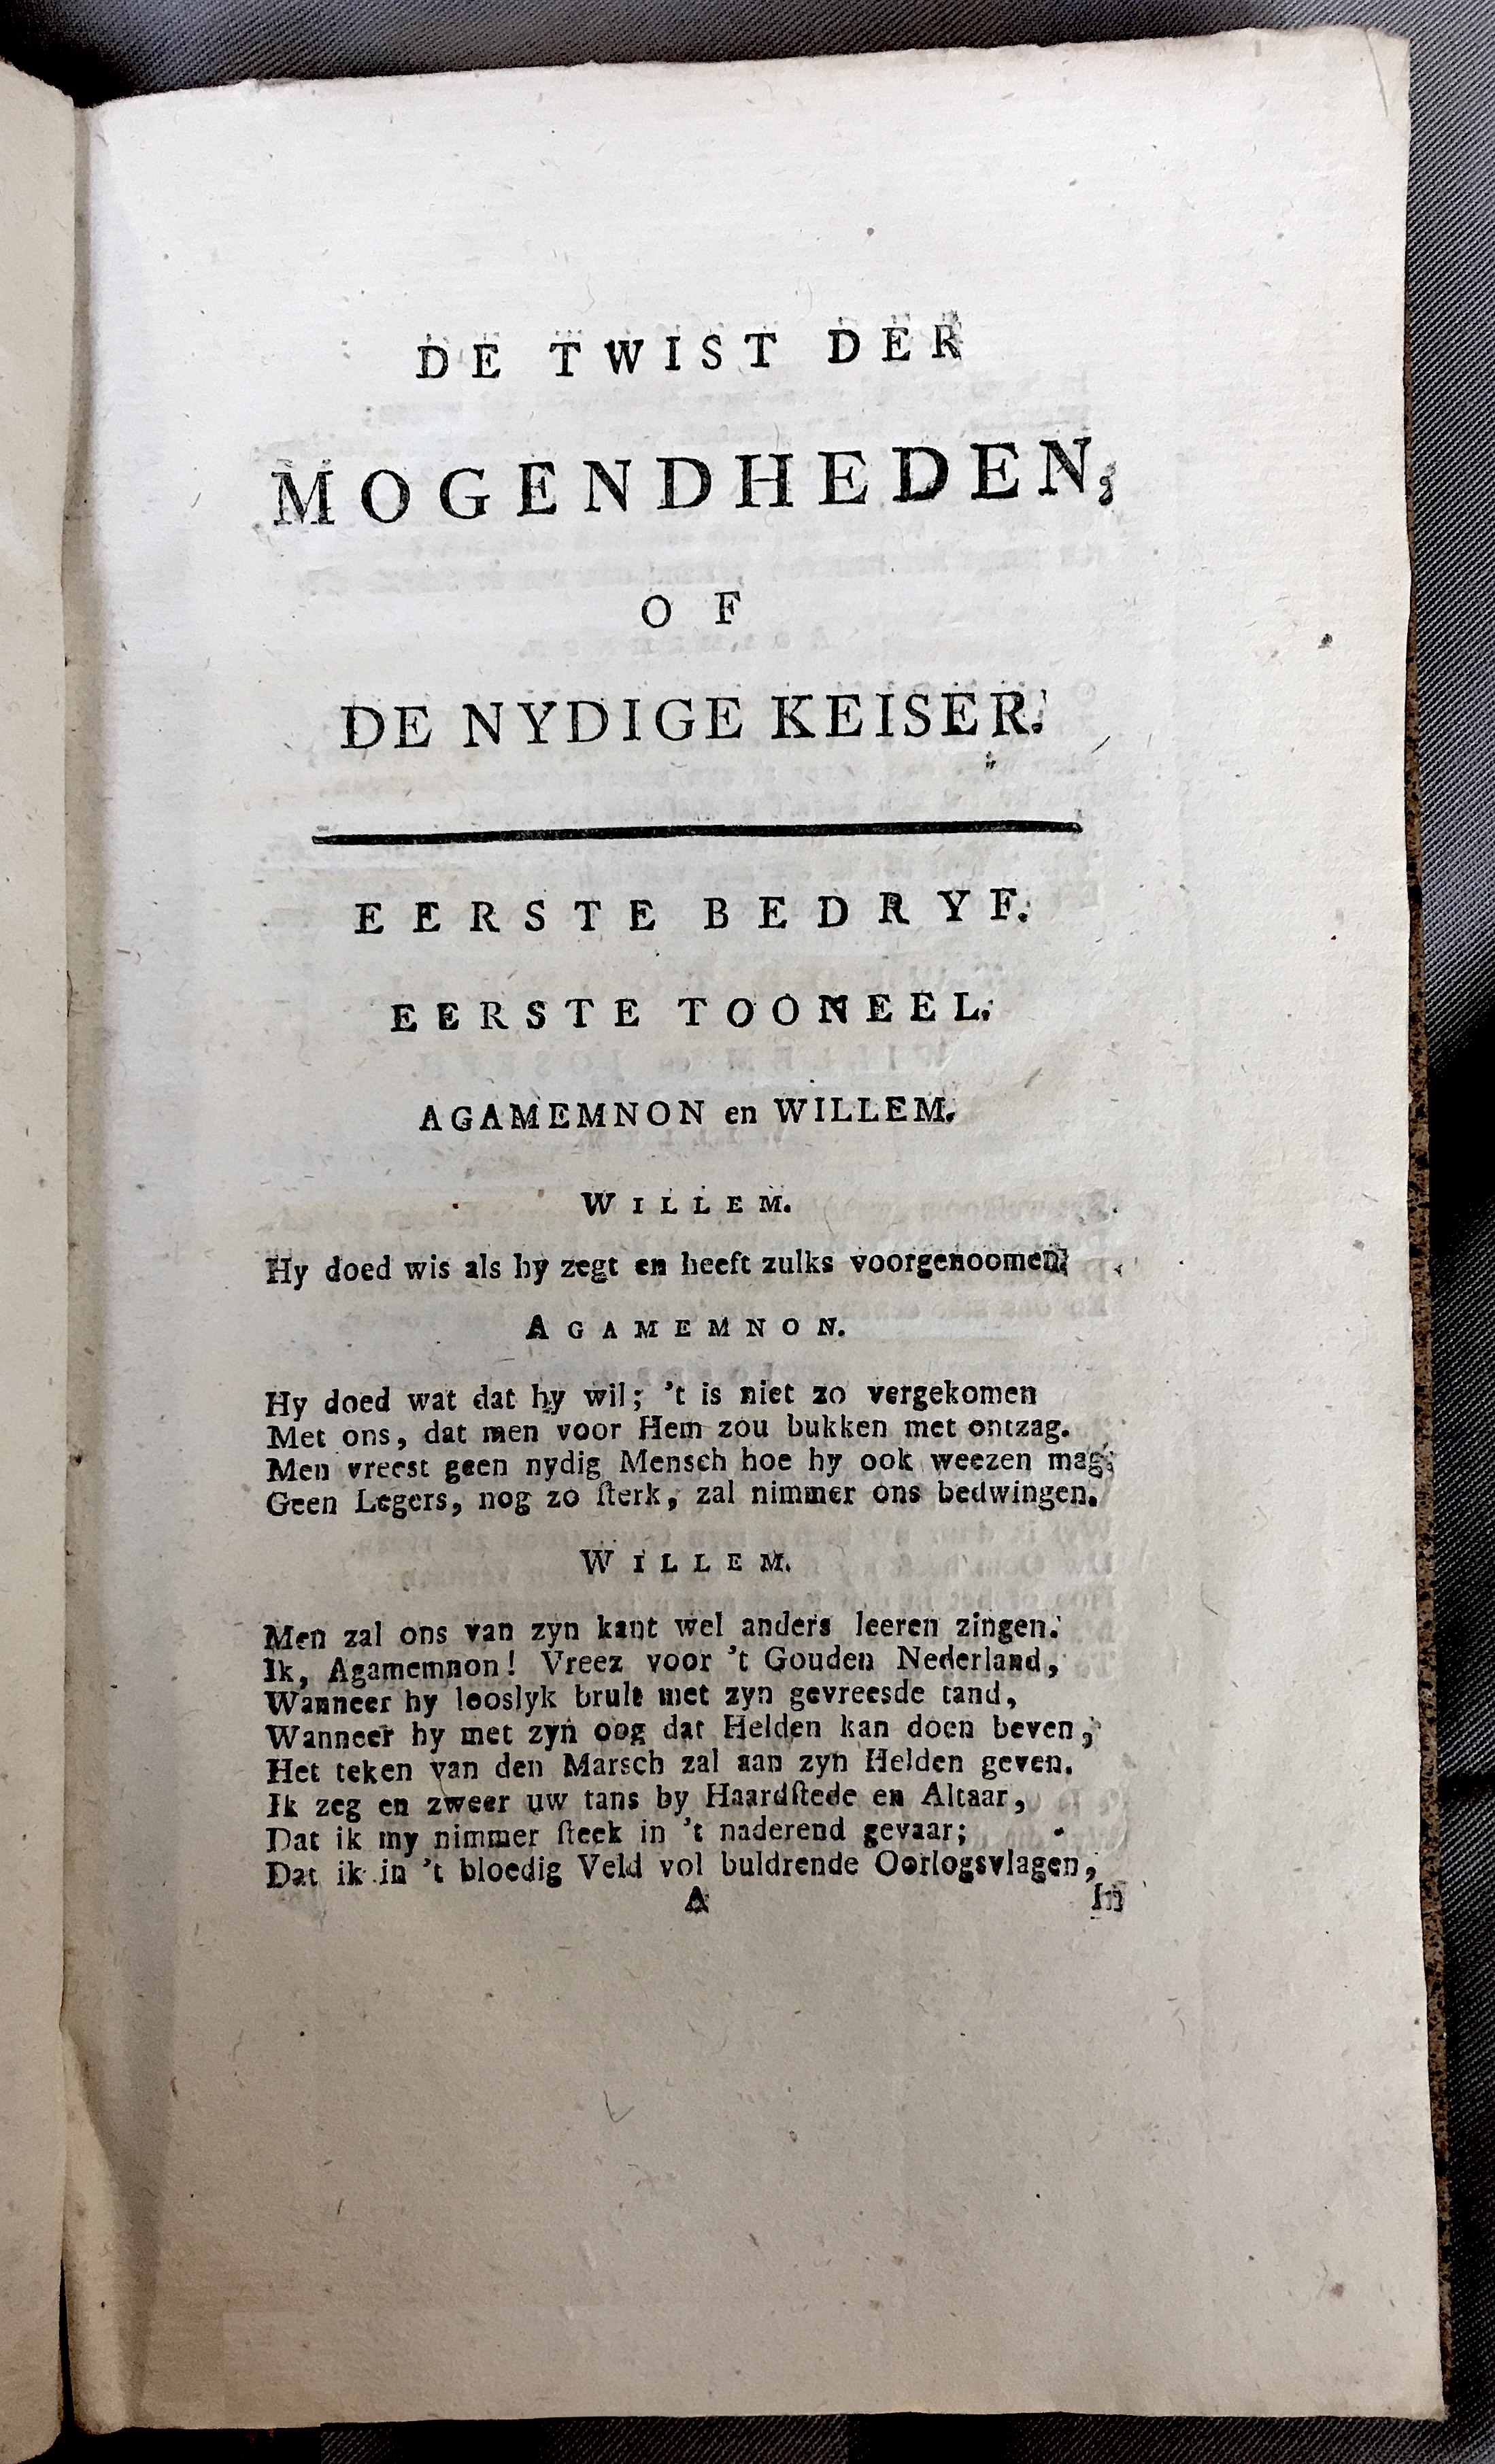 DE TWIST DER
MOGENDHEDEN,
OF
DE NYDIGE KEISER.
EERSTE BEDRYF.
EERSTE TOONEEL.
AGAMEMNON en WILLEM.
WILLEM.
Hy doed wis als hy zegt en heeft zulks voorgenoomen.
AGAMEMNON.
Hy doed wat dat hy wil; 't is niet zo vergekomen
Met ons, dat men voor Hem zou bukken met ontzag.
Men vreest geen nydig Mensch hoe hy ook weezen mag;
Geen Legers, nog zo ſterk, zal nimmer ons bedwingen.
WILLEM.
Men zal ons van zyn kant wel anders leeren zingen.
Ik, Agamemnon! Vreez voor 't Gouden Nederland,
Wanneer hy looslyk brult met zyn gevreesde tand,
Wanneer hy met zyn oog dat Helden kan doen beven,
Het teken van den Marsch zal aan zyn Helden geven.
Ik zeg en zweer uw tans by Haardſtede en Altaar,
Dat ik my nimmer ſteek in 't naderend gevaar;
Dat ik in 't bloedig Veld vol buldrende Oorlogsvlagen,
A In